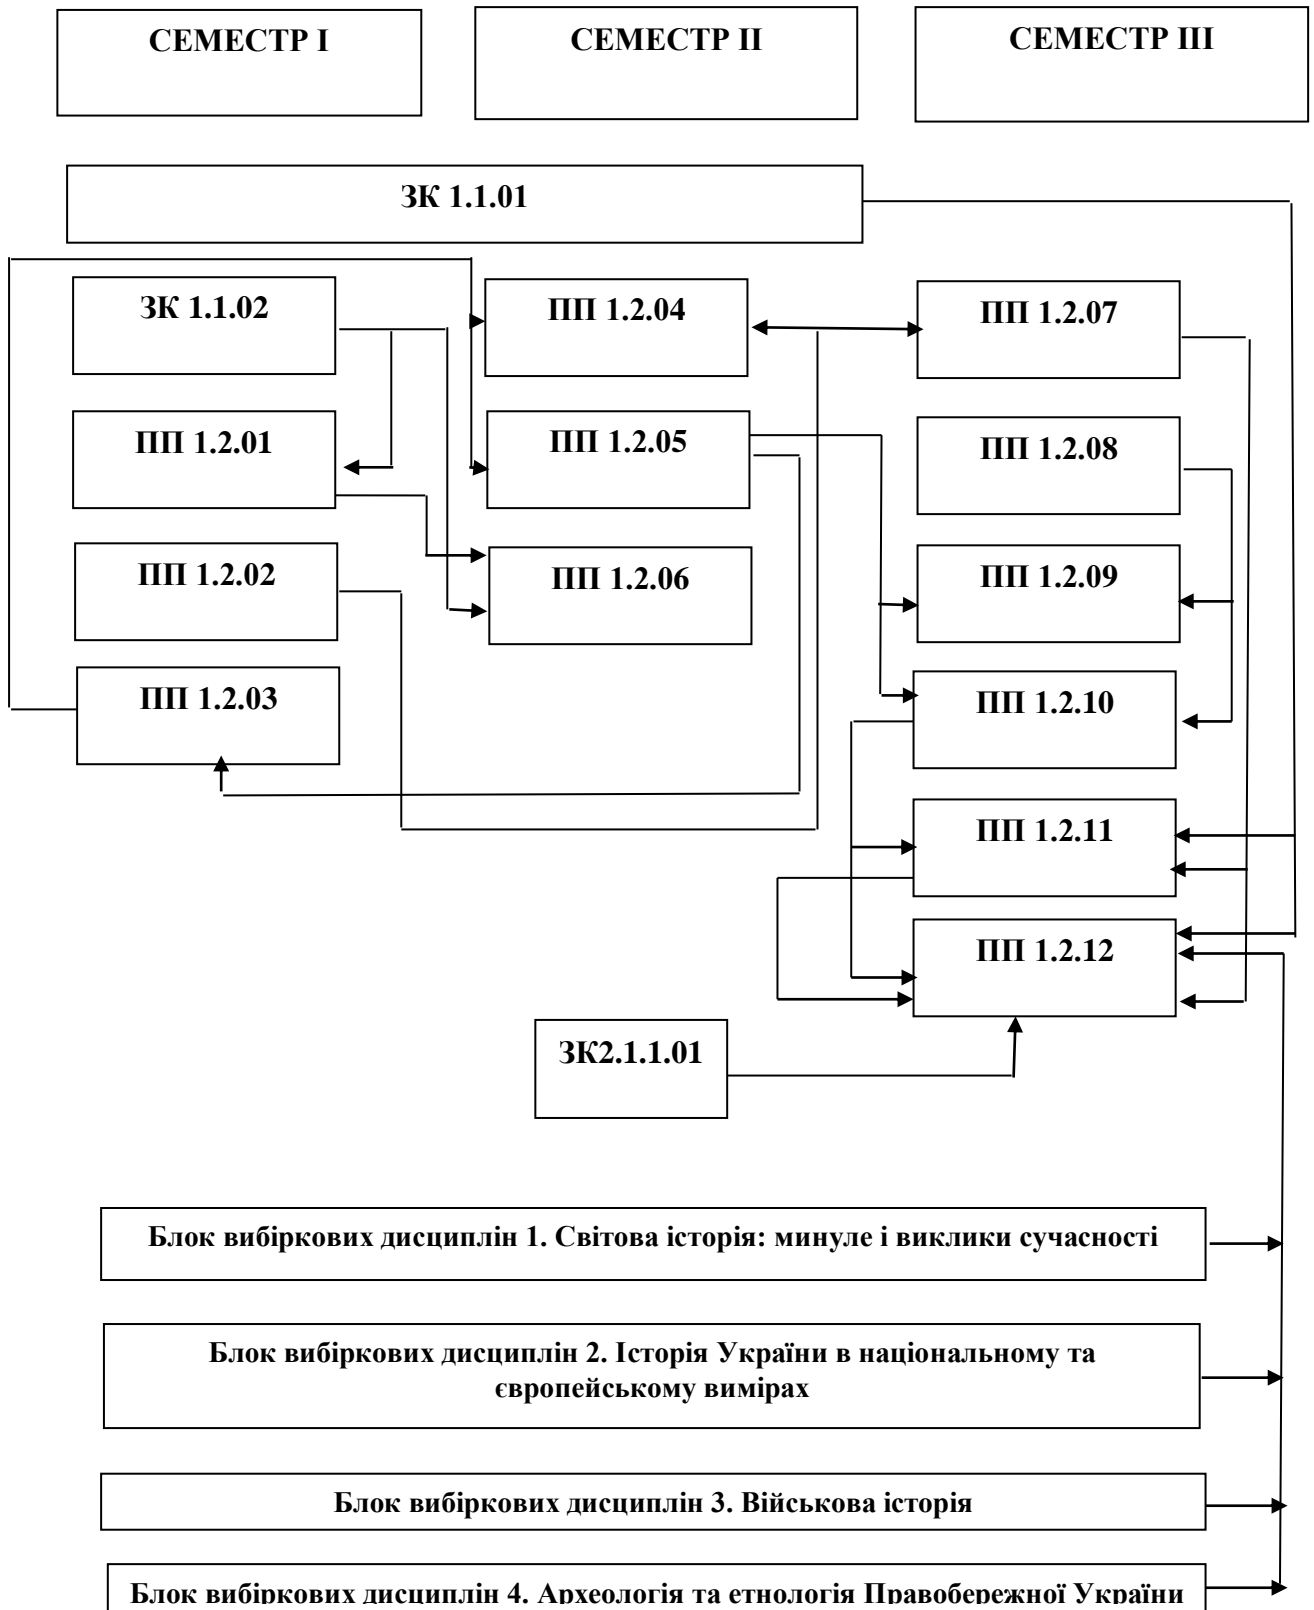 СЕМЕСТР І
СЕМЕСТР ІІ
СЕМЕСТР ІІІ
ЗК 1.1.01
ЗК 1.1.02
ПП 1.2.04
ПП 1.2.07
ПП 1.2.01
ПП 1.2.05
ПП 1.2.08
ПП 1.2.02
ПП 1.2.06
ПП 1.2.09
ПП 1.2.03
ПП 1.2.10
ПП 1.2.11
ПП 1.2.12
ЗК2.1.1.01
Блок вибіркових дисциплін 1. Світова історія: минуле і виклики сучасності
Блок вибіркових дисциплін 2. Історія України в національному та
європейському вимірах
Блок вибіркових дисциплін 3. Військова історія
Блок вибіркових дисциплін 4. Археологія та етнологія Правобережної України